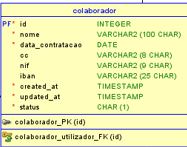 colaborador
PF* id INTEGER
* nome VARCHAR2 (100 CHAR)
* data_contratacao DATE
* cc VARCHAR2 (8 CHAR)
* nif VARCHAR2 (9 CHAR)
* iban VARCHAR2 (25 CHAR)
* created_at TIMESTAMP
* updated_at TIMESTAMP
* status CHAR (1)
colaborador_PK (id)
colaborador_utilizador_FK (id)